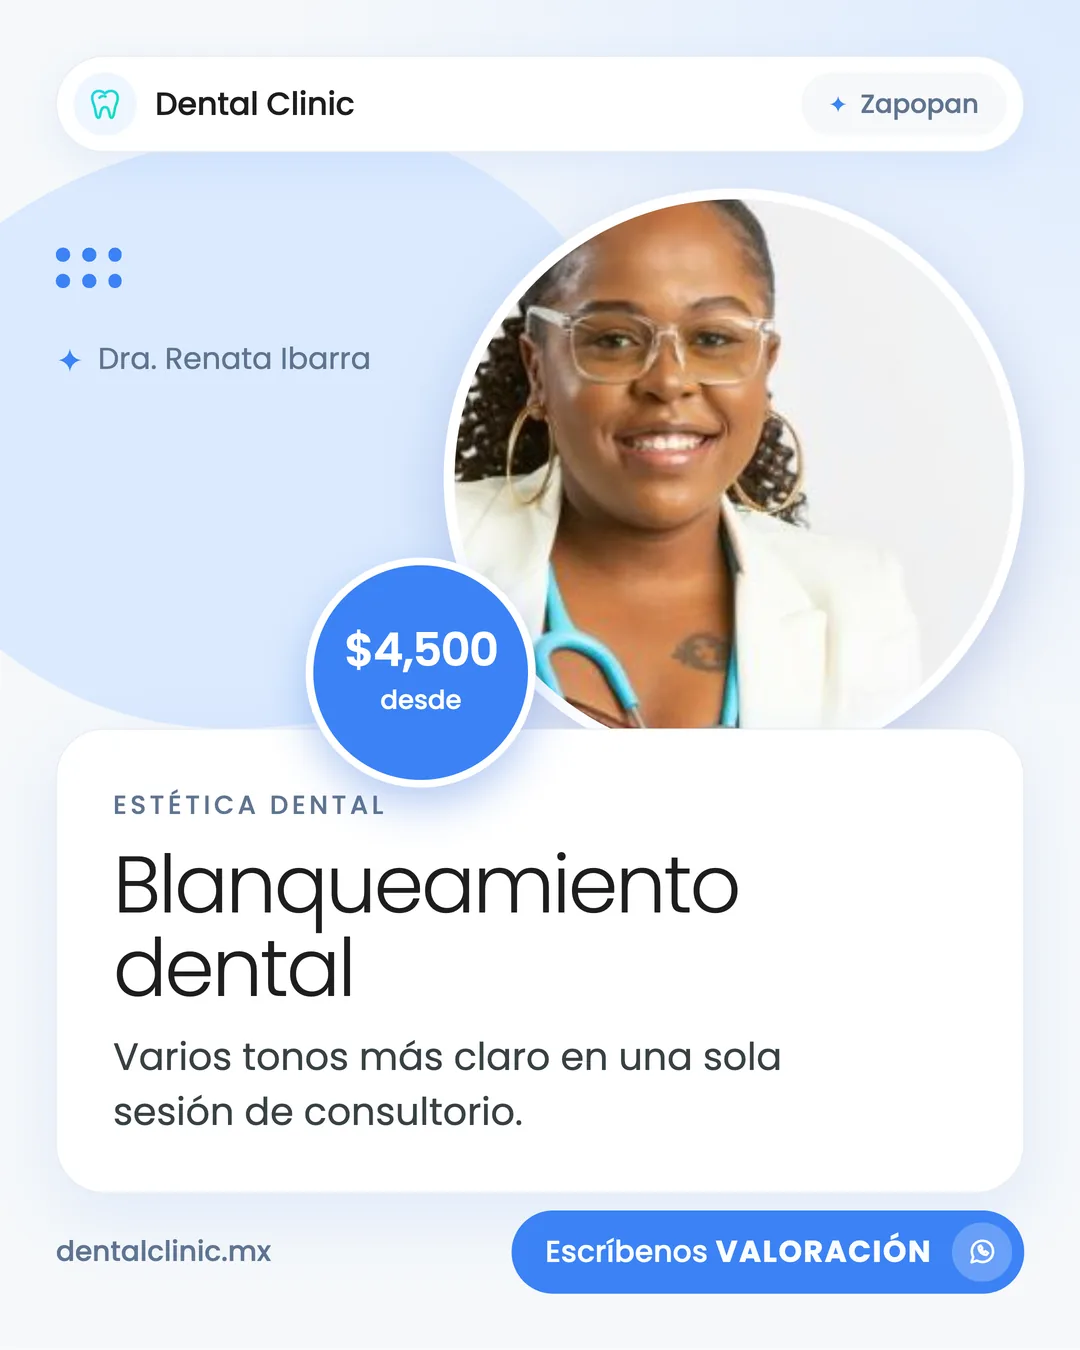 Dental Clinic
Zapopan
Dra. Renata Ibarra
$4,500
desde
ESTÉTICA DENTAL
Blanqueamiento
dental
Varios tonos más claro en una sola
sesión de consultorio.
dentalclinic.mx
Escríbenos VALORACIÓN